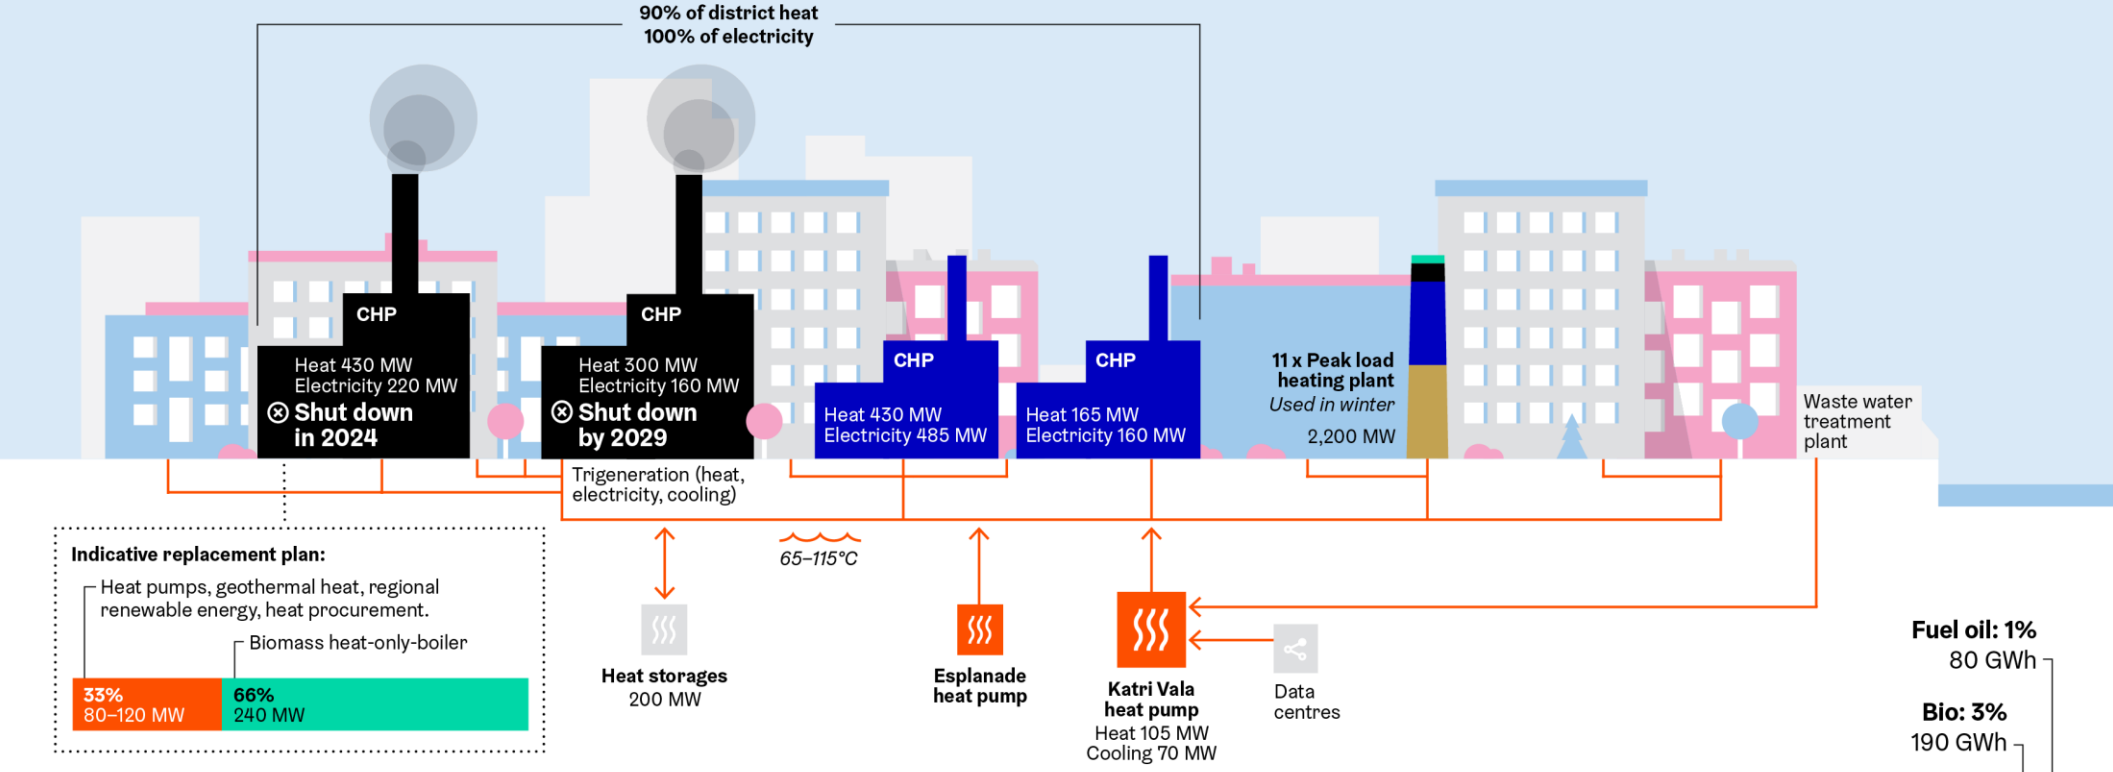 90% of district heat
100% of electricity
CHP
Heat 430 MW
Electricity 220 MW
Shut down
in 2024
CHP
Heat 300 MW
Electricity 160 MW
Shut down
by 2029
CHP
Heat 430 MW
Electricity 485 MW
CHP
Heat 165 MW
Electricity 160 MW
11 x Peak load
heating plant
Used in winter
2,200 MW
Waste water
treatment
plant
Trigeneration (heat,
electricity, cooling)
65–115°C
Indicative replacement plan:
Heat pumps, geothermal heat, regional
renewable energy, heat procurement.
Biomass heat-only-boiler
33%
80–120 MW
66%
240 MW
Heat storages
200 MW
Esplanade
heat pump
Katri Vala
heat pump
Heat 105 MW
Cooling 70 MW
Data
centres
Fuel oil: 1%
80 GWh
Bio: 3%
190 GWh